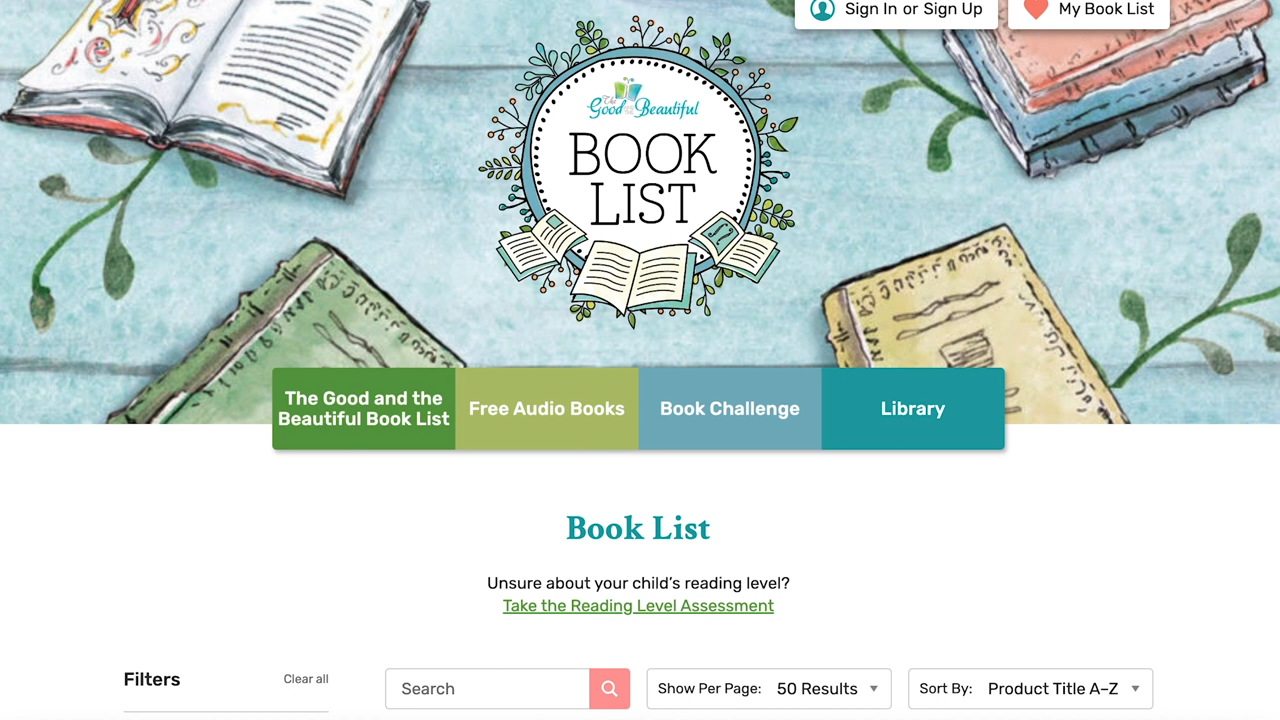 Sign In or Sign Up
My Book List
The Good and the Beautiful
BOOK
LIST
The Good and the
Beautiful Book List
Free Audio Books
Book Challenge
Library
Book List
Unsure about your child's reading level?
Take the Reading Level Assessment
Filters
Clear all
Search
Show Per Page: 50 Results
Sort By: Product Title A–Z